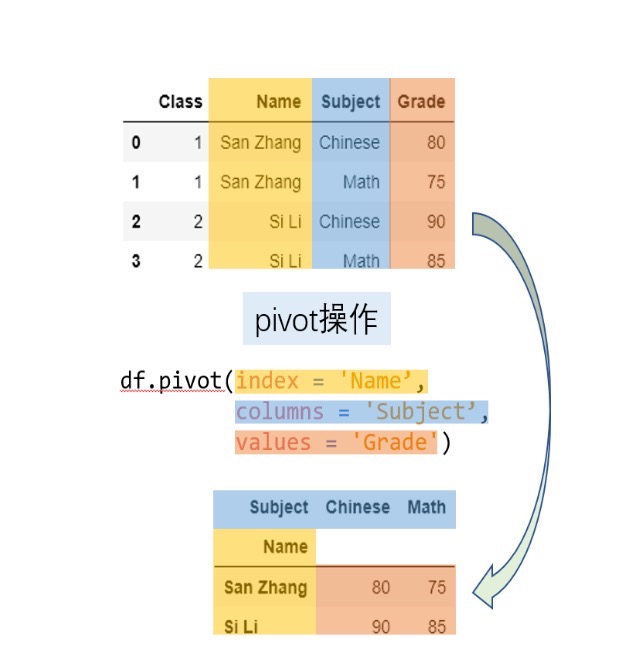 Class Name Subject Grade
0 1 San Zhang Chinese 80
1 1 San Zhang Math 75
2 2 Si Li Chinese 90
3 2 Si Li Math 85
pivot操作
df.pivot(index = 'Name’,
columns = 'Subject’,
values = 'Grade')
Subject Chinese Math
Name
San Zhang 80 75
Si Li 90 85